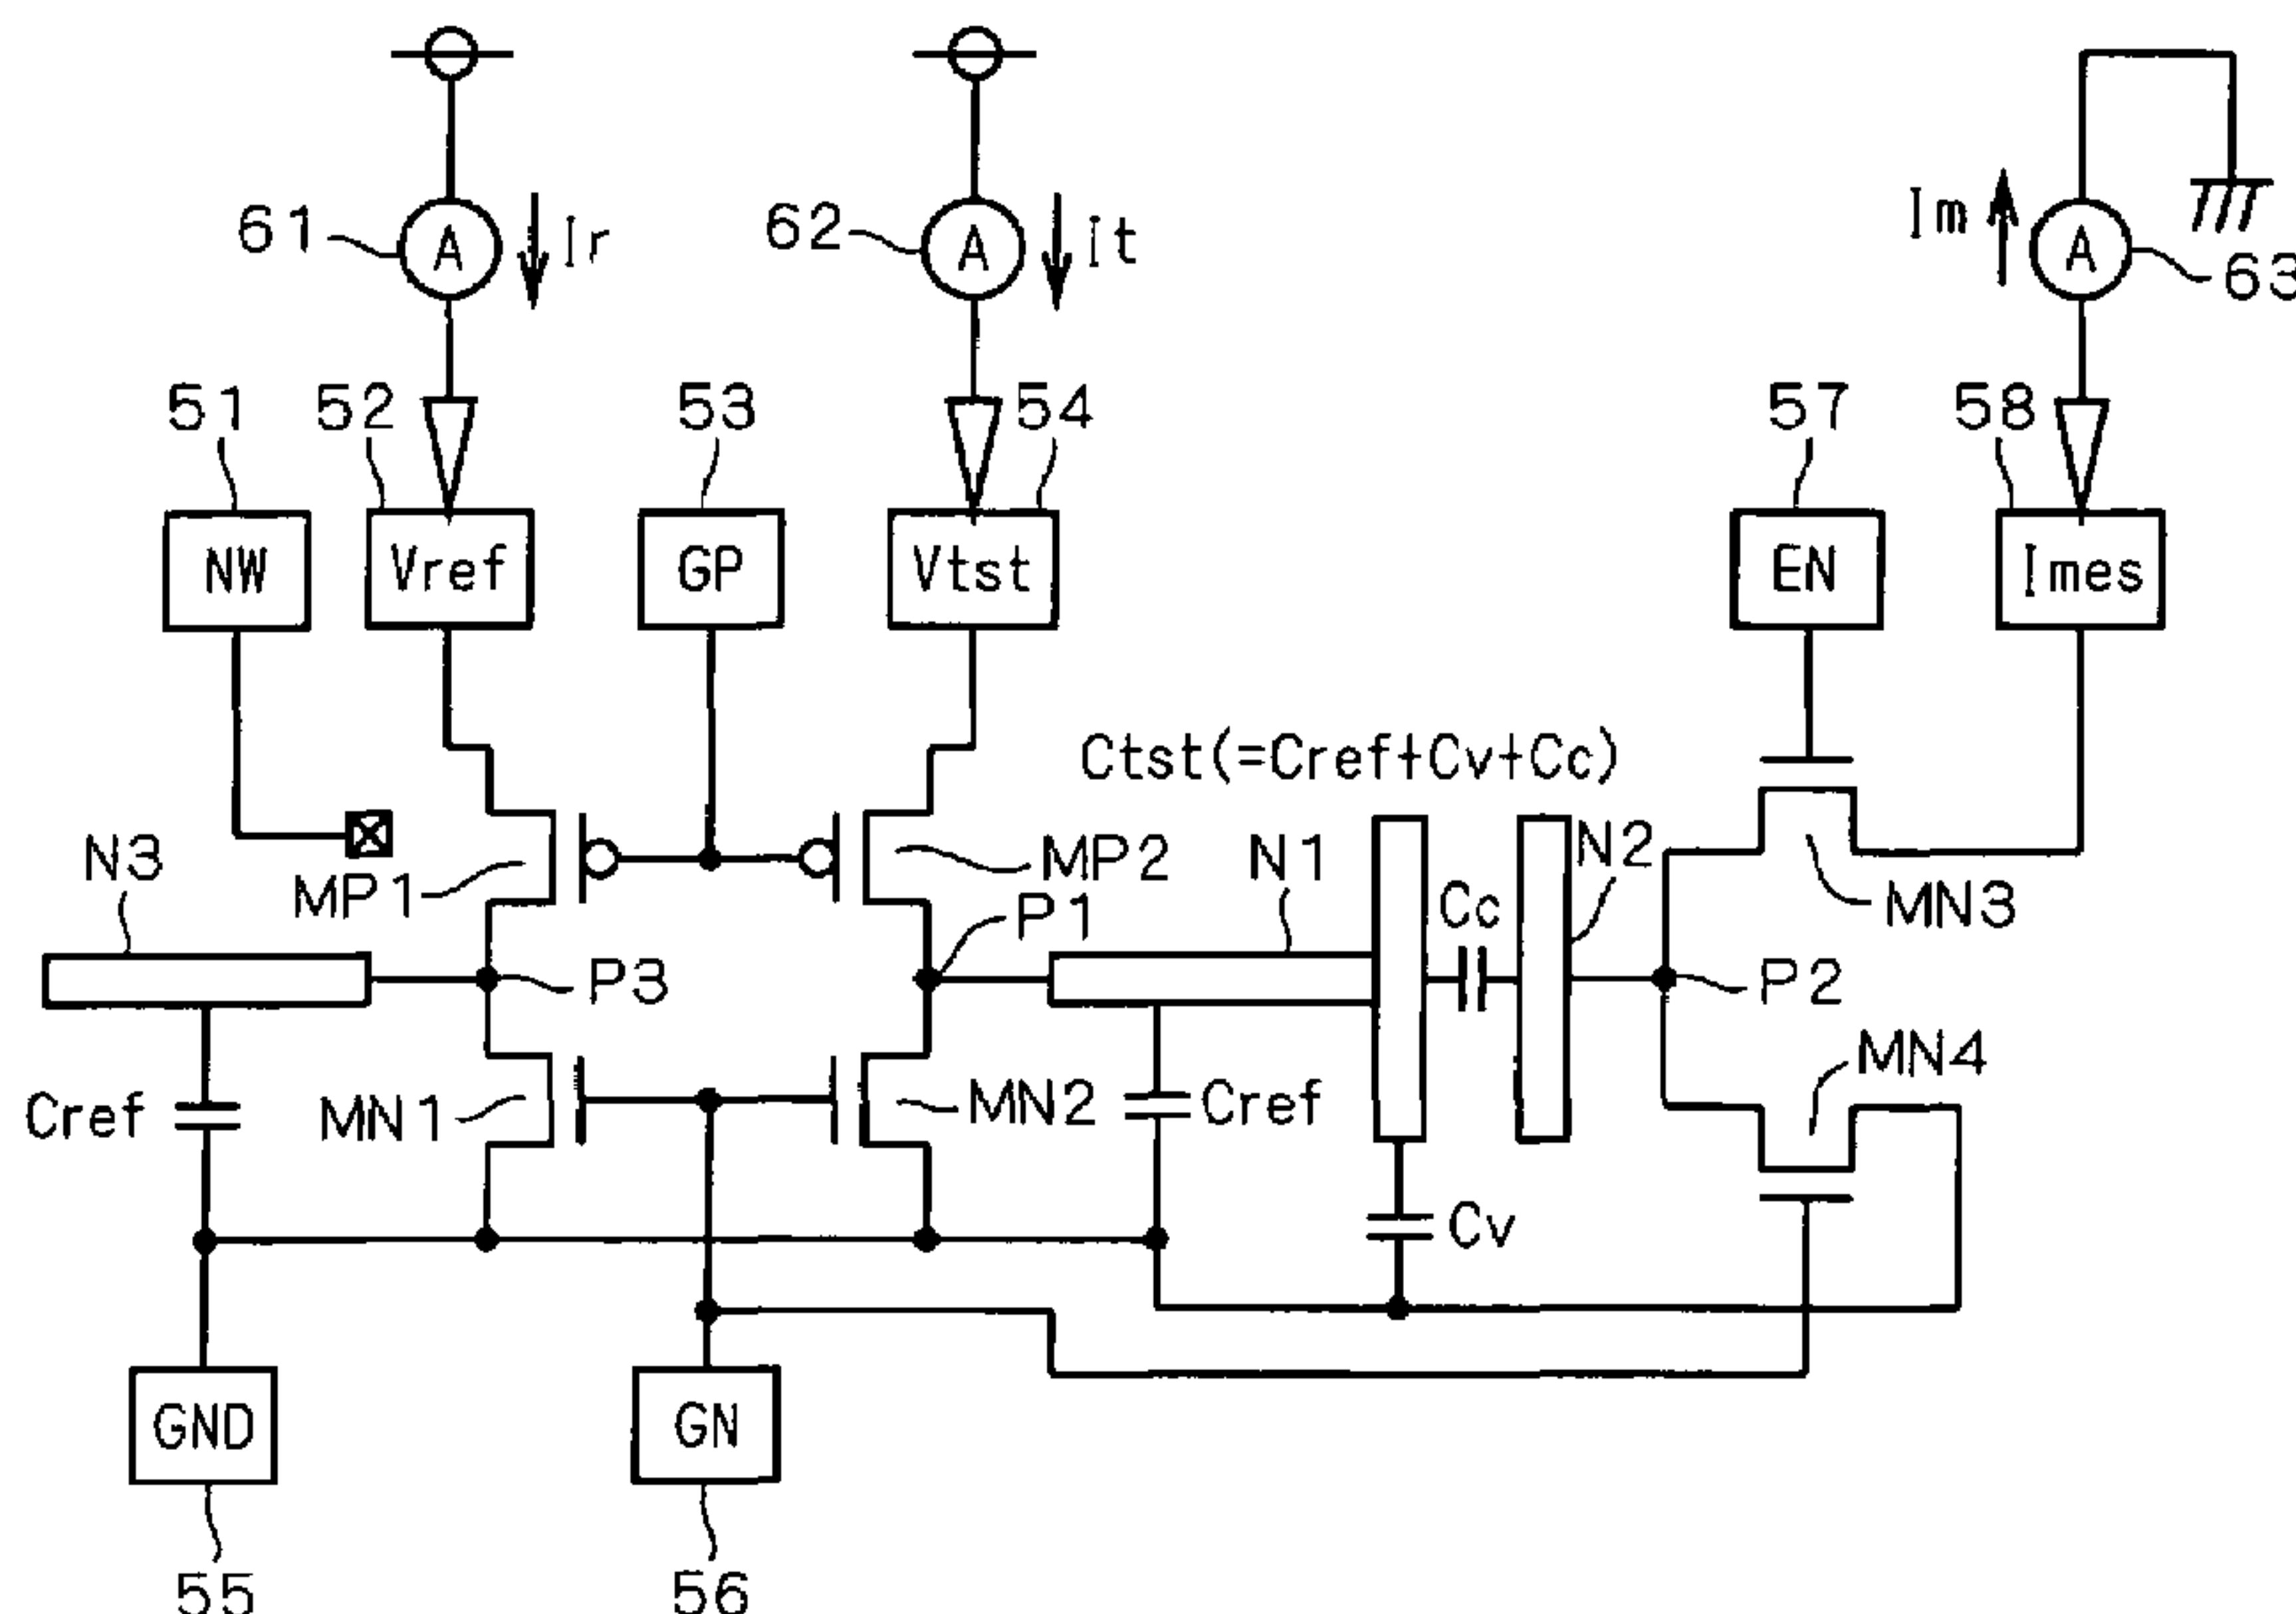 61
A
Ir
62
A
It
Im
A
63
51
52
53
54
57
58
NW
Vref
GP
Vtst
EN
Imes
Ctst(=Cref+Cv+Cc)
N3
MP1
MP2
N1
Cc
N2
MN3
P3
P1
P2
Cref
MN1
MN2
Cref
MN4
Cv
GND
GN
55
56